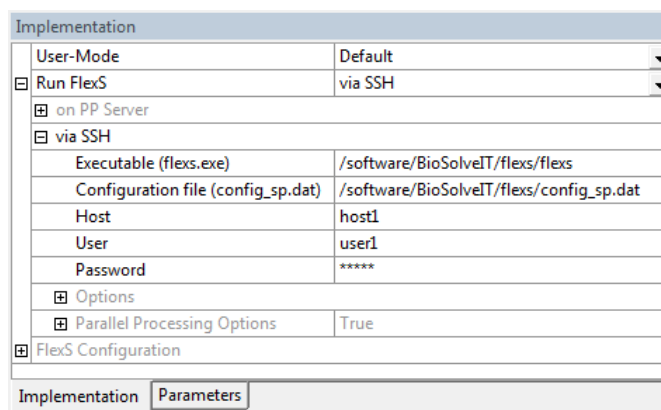 Implementation
User-Mode Default
Run FlexS via SSH
on PP Server
via SSH
Executable (flexs.exe) /software/BioSolveIT/flexs/flexs
Configuration file (config_sp.dat) /software/BioSolveIT/flexs/config_sp.dat
Host host1
User user1
Password *****
Options
Parallel Processing Options True
FlexS Configuration
Implementation Parameters